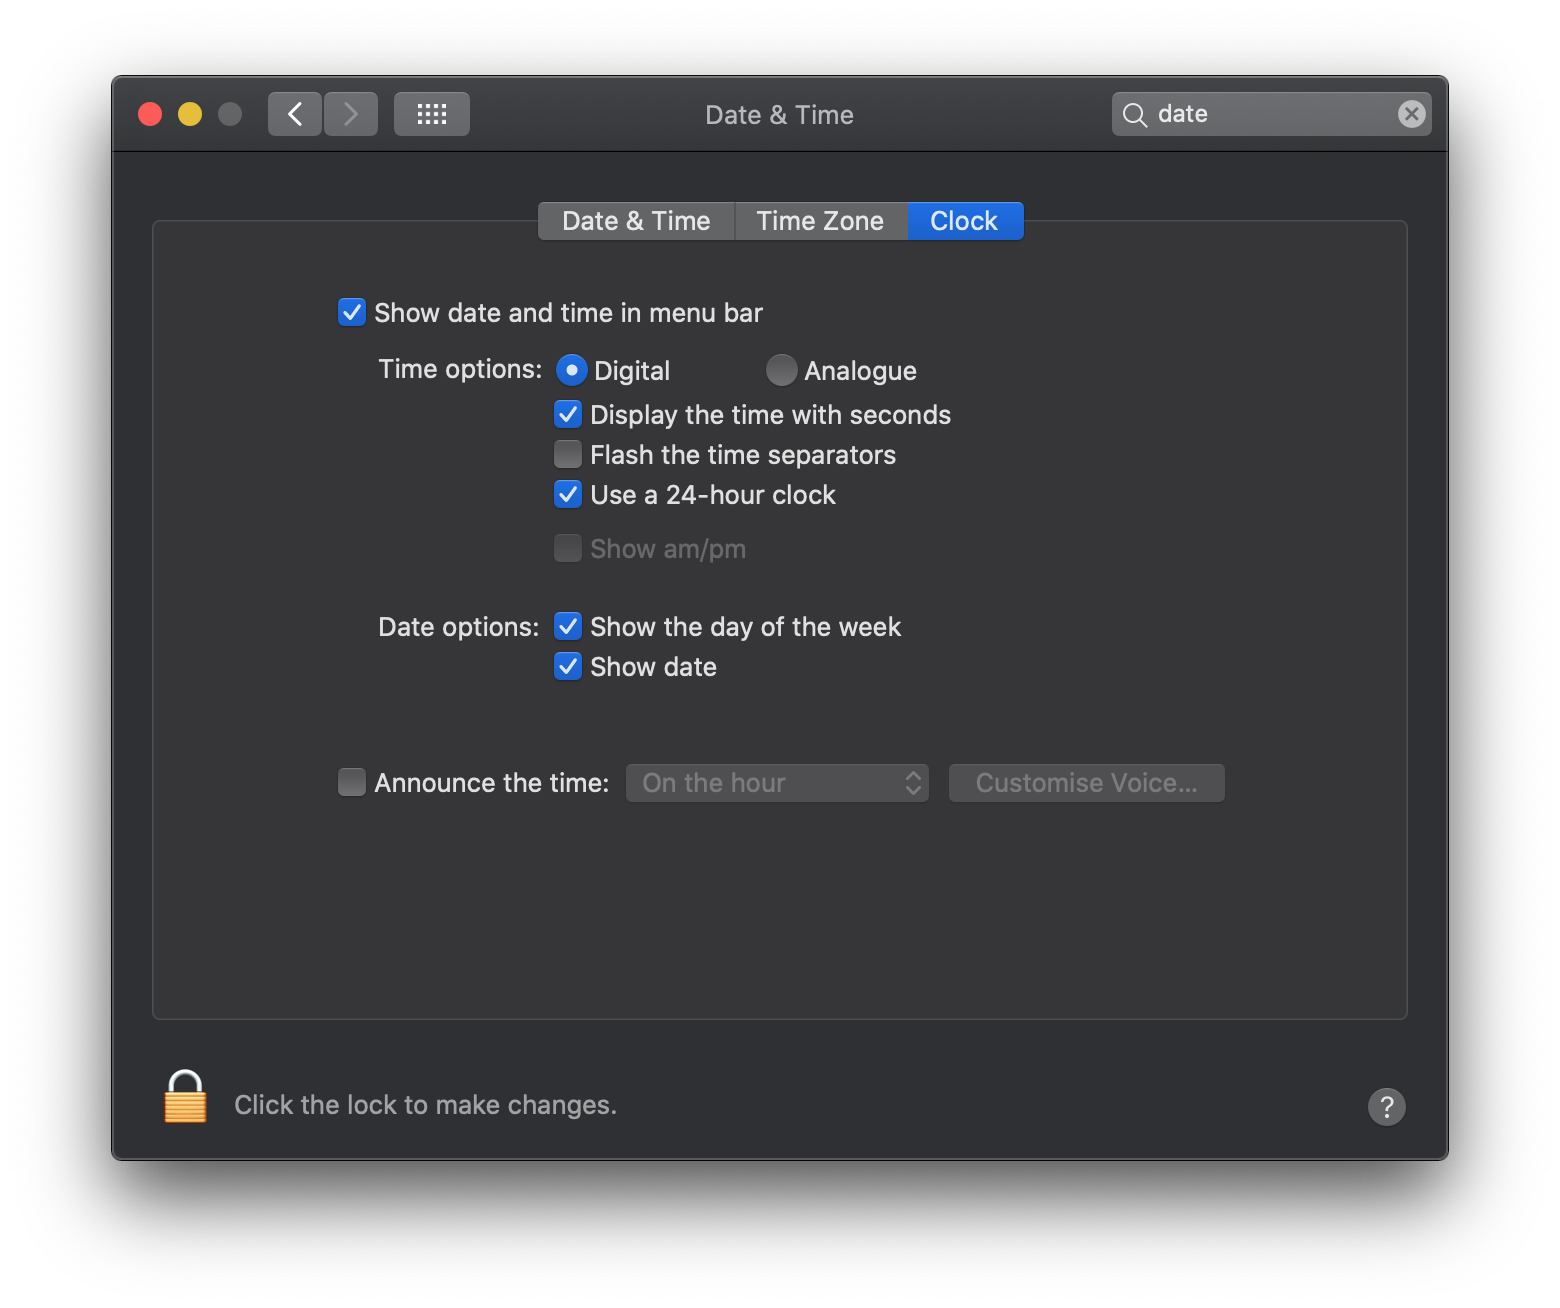 Date & Time
date
Date & Time Time Zone Clock
Show date and time in menu bar
Time options: Digital Analogue
Display the time with seconds
Flash the time separators
Use a 24-hour clock
Show am/pm
Date options: Show the day of the week
Show date
Announce the time: On the hour Customise Voice...
Click the lock to make changes.
?